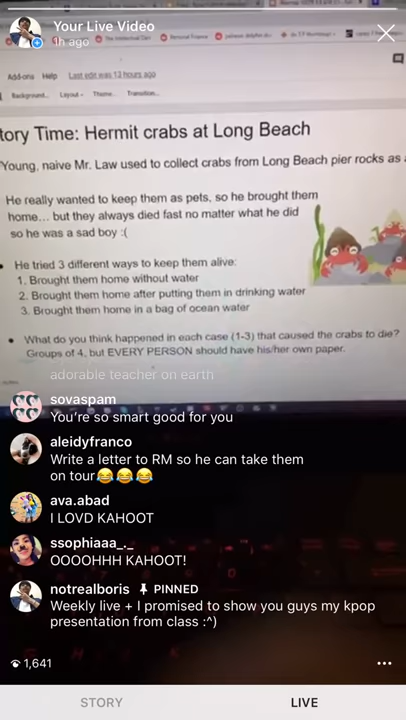 Your Live Video
1h ago
Personal Finance
Add-ons Help Last edit was 12 hours ago
Background... Layout Theme... Transition...
tory Time: Hermit crabs at Long Beach
Young, naive Mr. Law used to collect crabs from Long Beach pier rocks as
He really wanted to keep them as pets, so he brought them
home... but they always died fast no matter what he did
so he was a sad boy :(
• He tried 3 different ways to keep them alive:
1. Brought them home without water
2. Brought them home after putting them in drinking water
3. Brought them home in a bag of ocean water
• What do you think happened in each case (1-3) that caused the crabs to die?
Groups of 4, but EVERY PERSON should have his/her own paper.
adorable teacher on earth
sovaspam
You're so smart good for you
aleidyfranco
Write a letter to RM so he can take them
on tour😂😂😂
ava.abad
I LOVD KAHOOT
ssophiaaa_._
OOOOHHH KAHOOT!
notrealboris PINNED
Weekly live + I promised to show you guys my kpop
presentation from class :^)
1,641
STORY LIVE